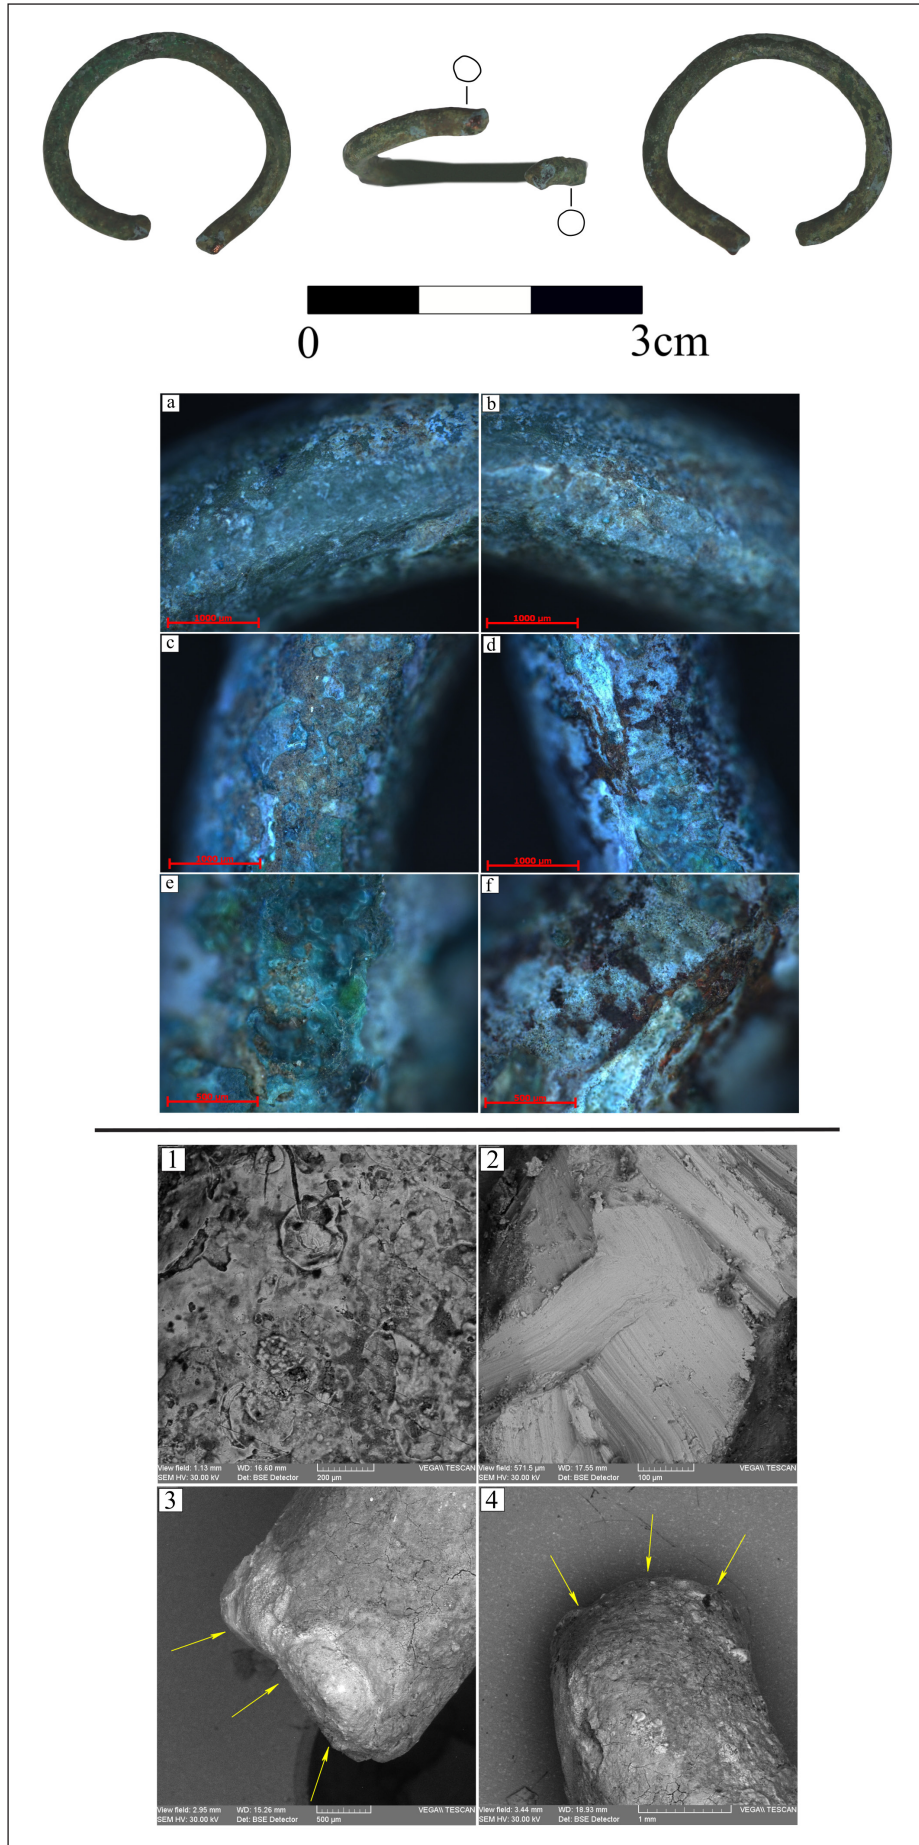 0 3cm
a b
1000 µm 1000 µm
c d
1000 µm 1000 µm
e f
1 2
View field: 1.13 mm WD: 16.60 mm
SEM HV: 30.00 kV Det: BSE Detector 200 µm VEGA\\ TESCAN
View field: 571.5 µm WD: 17.55 mm
SEM HV: 30.00 kV Det: BSE Detector 100 µm VEGA\\ TESCAN
3 4
View field: 2.95 mm WD: 15.26 mm
SEM HV: 30.00 kV Det: BSE Detector 500 µm VEGA\\ TESCAN
View field: 3.44 mm WD: 18.93 mm
SEM HV: 30.00 kV Det: BSE Detector 1 mm VEGA\\ TESCAN